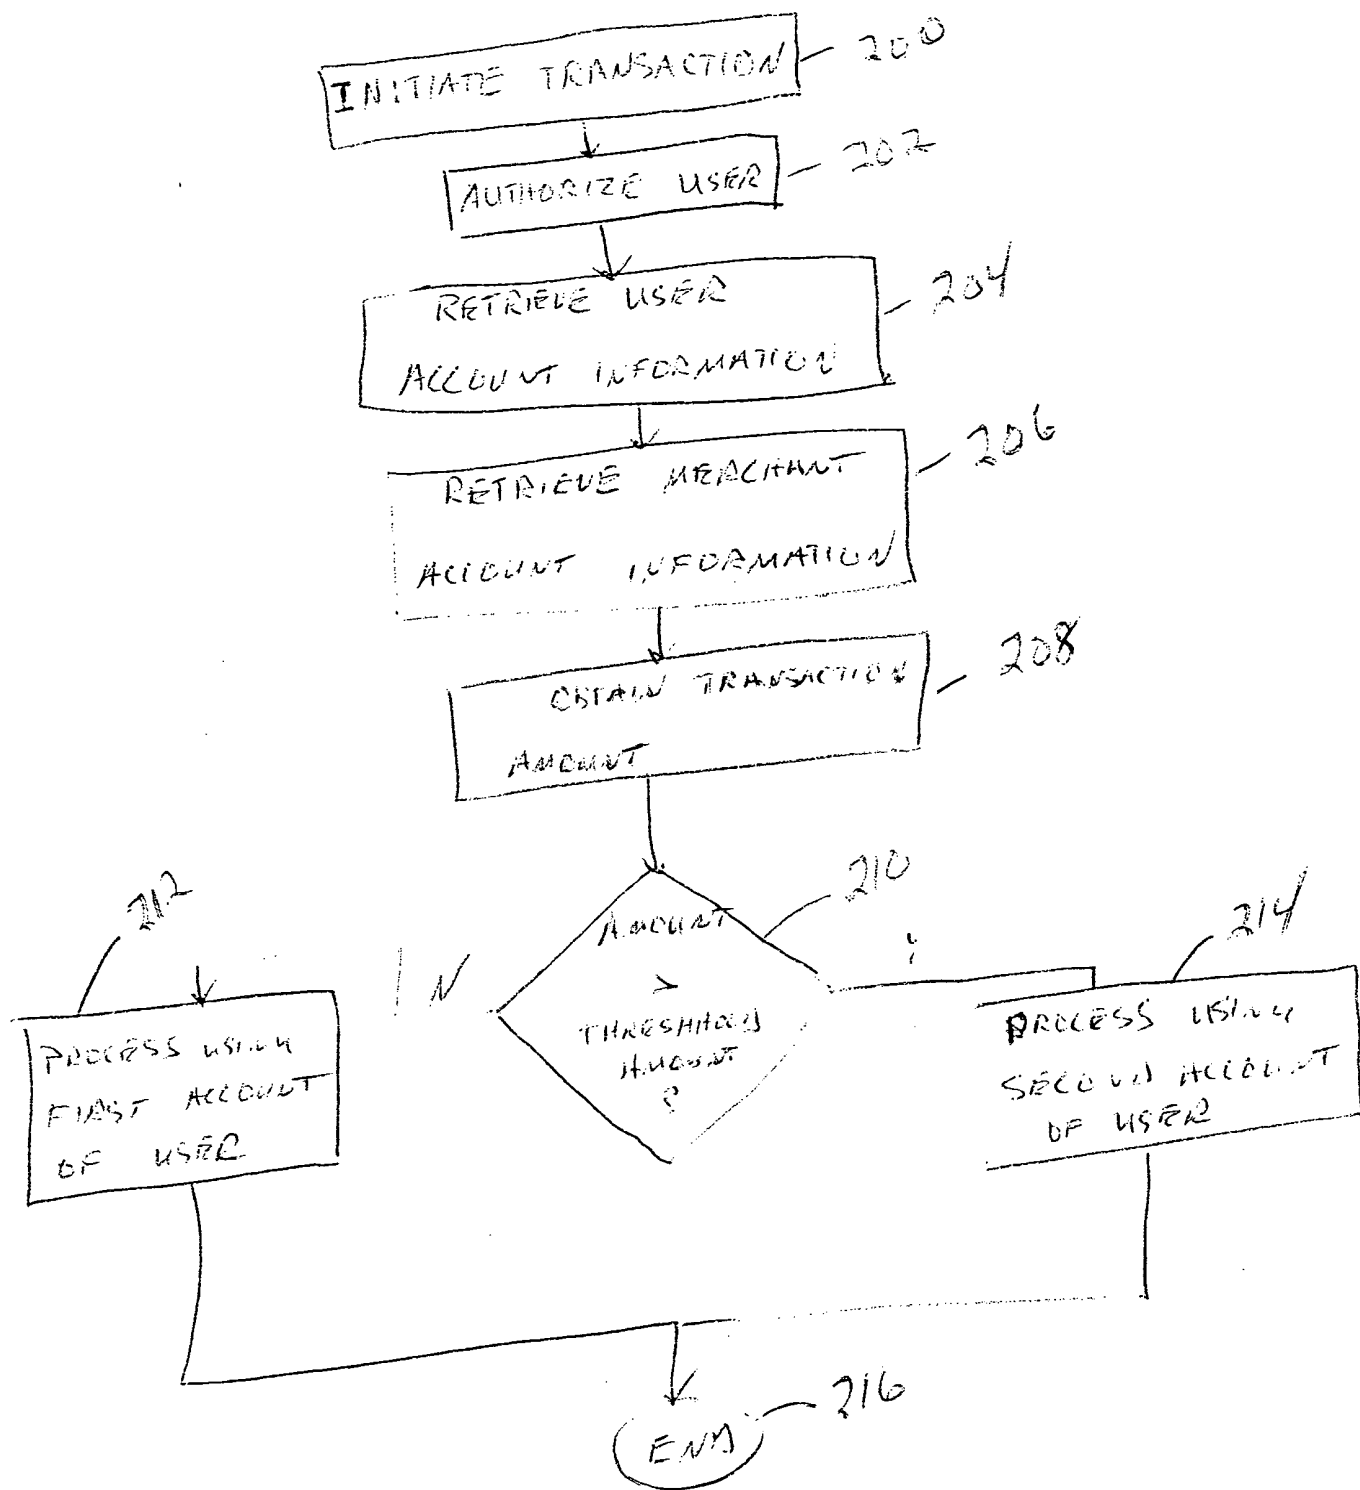 INITIATE TRANSACTION 200
AUTHORIZE USER 202
RETRIEVE USER 204
ACCOUNT INFORMATION
RETRIEVE MERCHANT 206
ACCOUNT INFORMATION
OBTAIN TRANSACTION 208
AMOUNT
210
212
214
AMOUNT
>
THRESHHOLD
AMOUNT
?
N
PROCESS USING
FIRST ACCOUNT
OF USER
PROCESS USING
SECOND ACCOUNT
OF USER
END 216